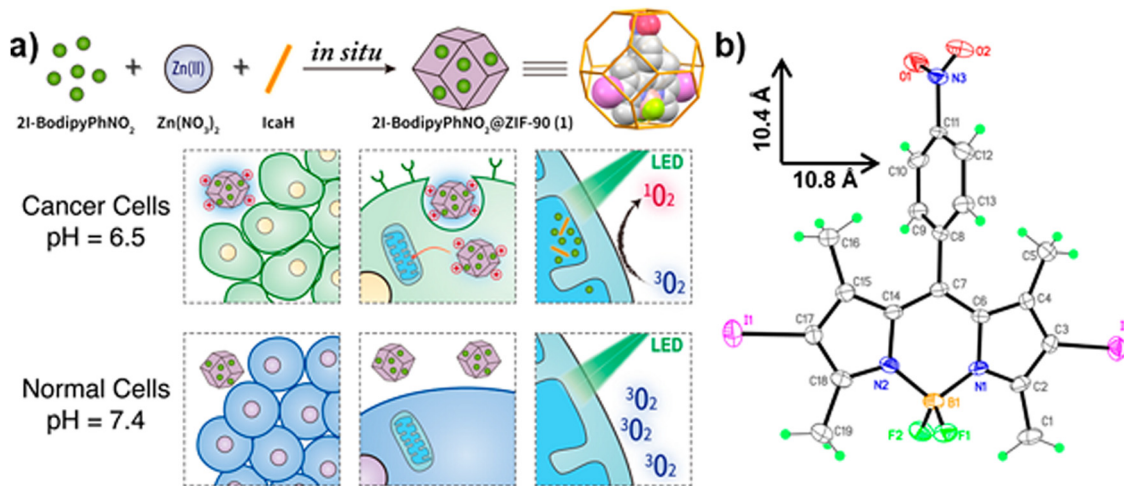 a)
Zn(II)
in situ
2I-BodipyPhNO₂ + Zn(NO₃)₂ + IcaH 2I-BodipyPhNO₂@ZIF-90 (1)
Cancer Cells
pH = 6.5
LED
¹O₂
³O₂
Normal Cells
pH = 7.4
LED
³O₂
³O₂
³O₂
b)
10.4 Å
10.8 Å
O1
O2
N3
C11
C10
C12
C9
C13
C8
C16
C5
C7
C15
C14
C6
C4
I1
C17
C3
I
C18
N2
N1
C2
B1
C19
F2
F1
C1